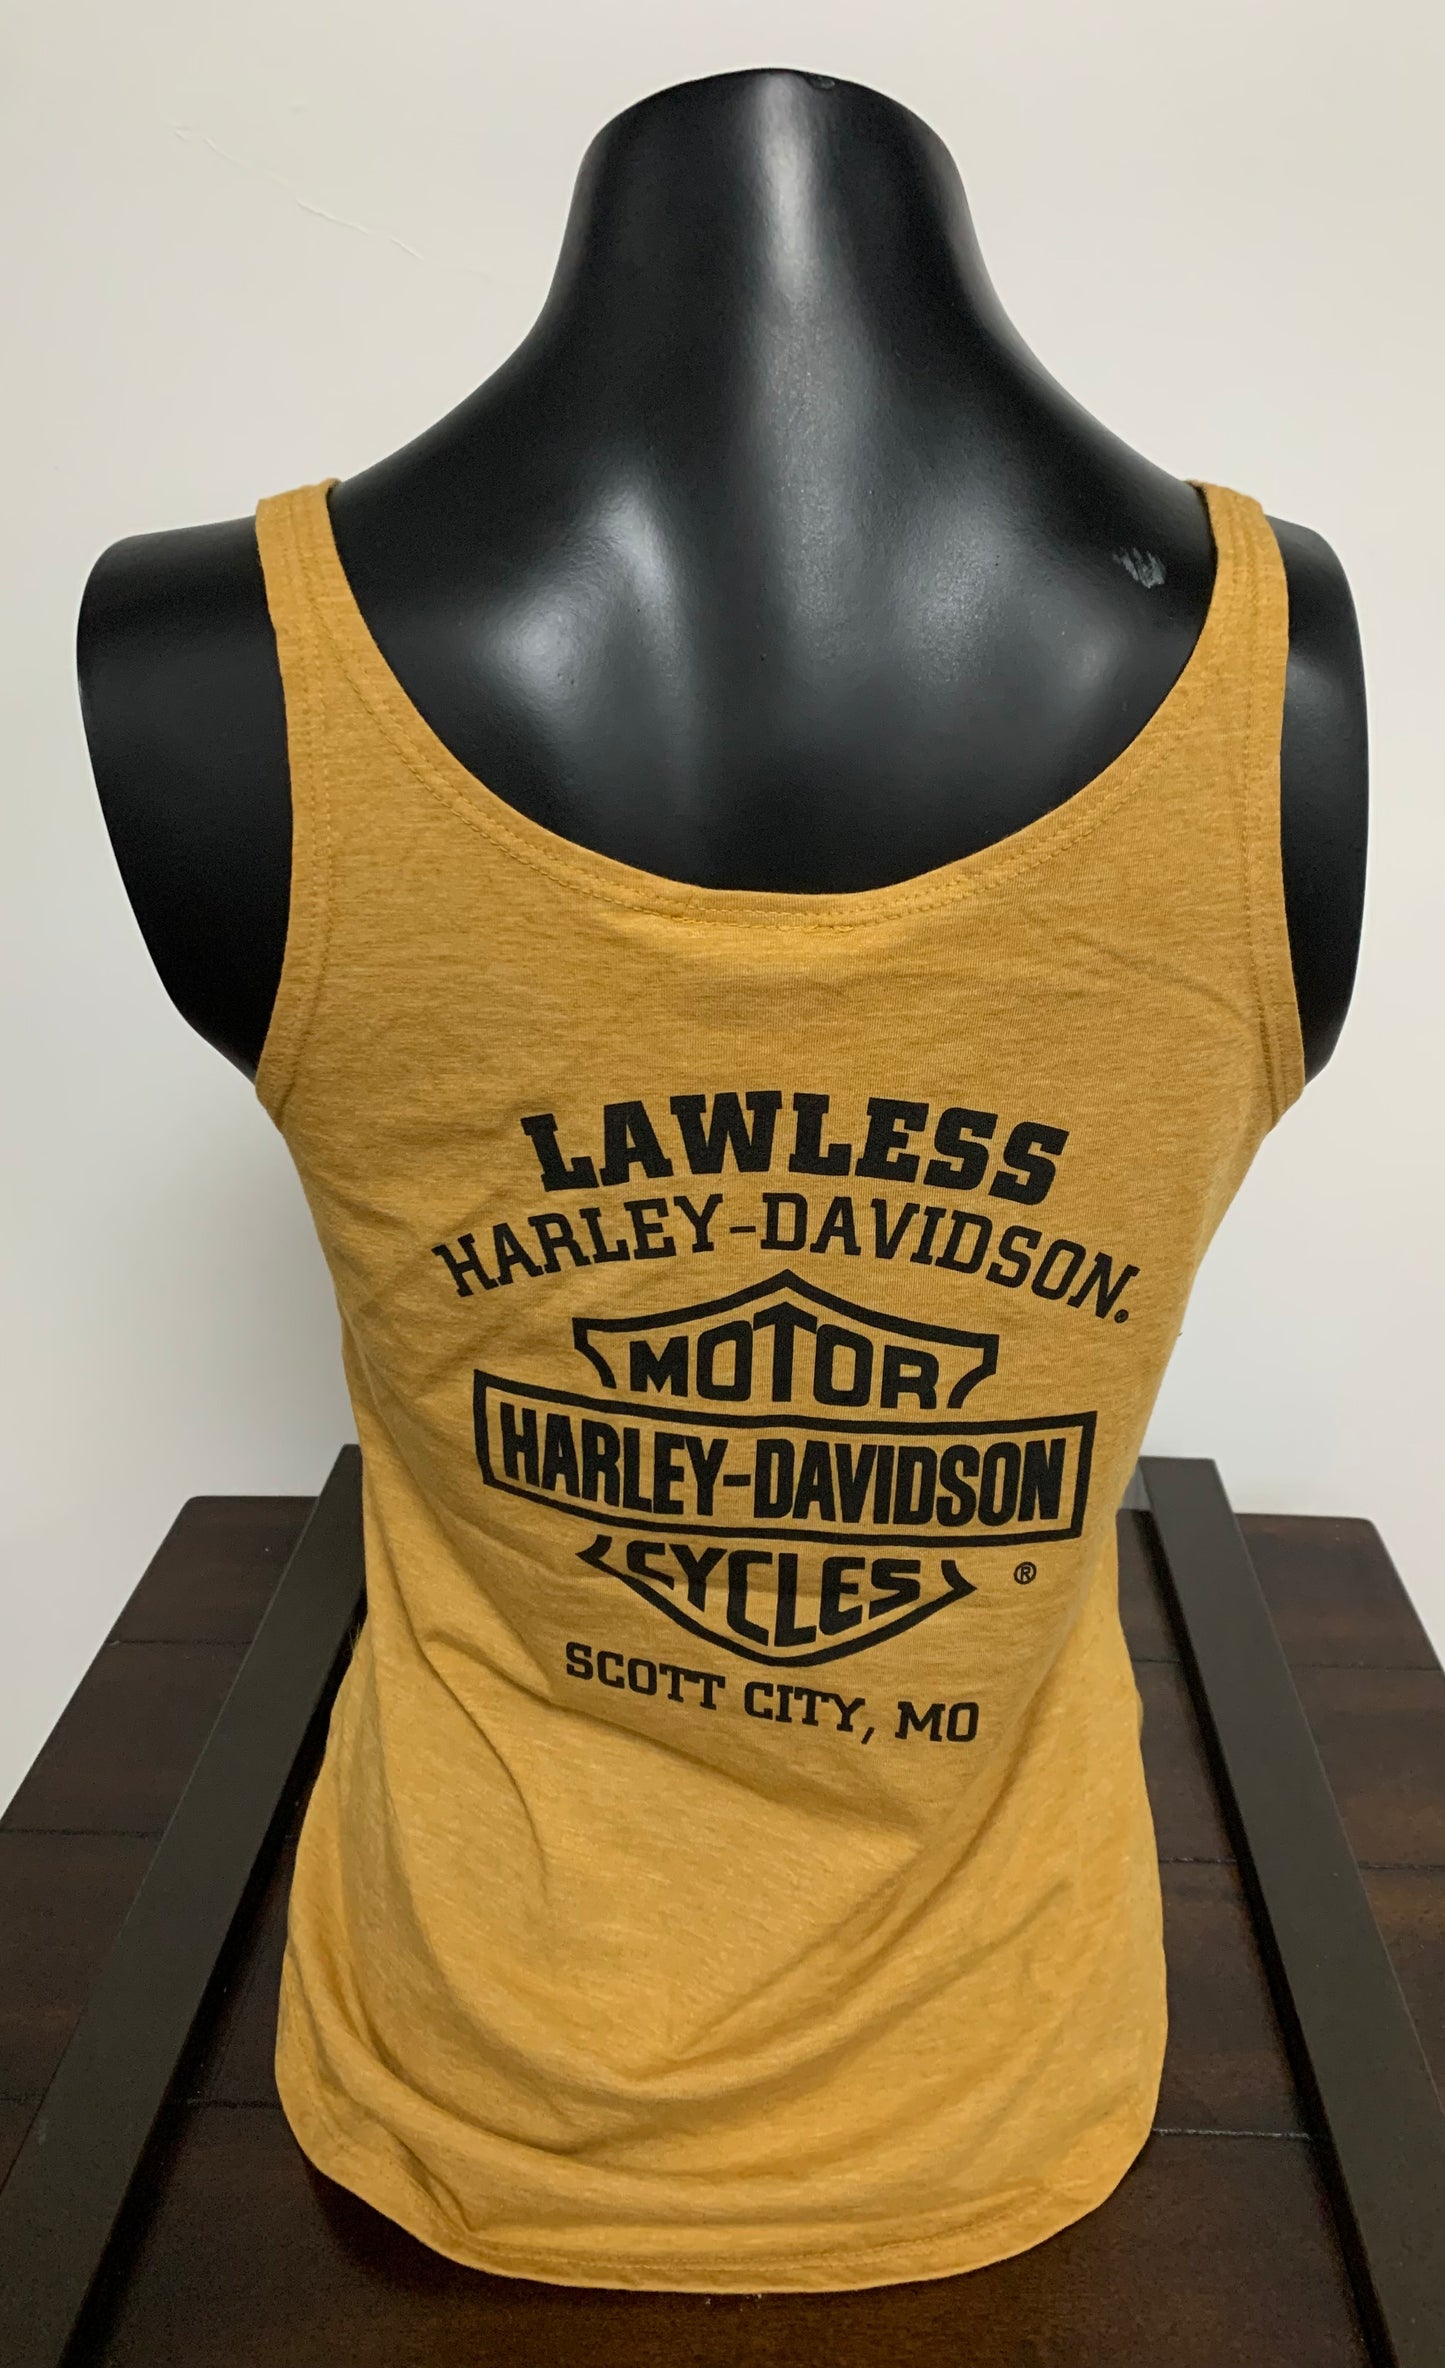 LAWLESS
HARLEY-DAVIDSON®
MOTOR
HARLEY-DAVIDSON
CYCLES ®
SCOTT CITY, MO